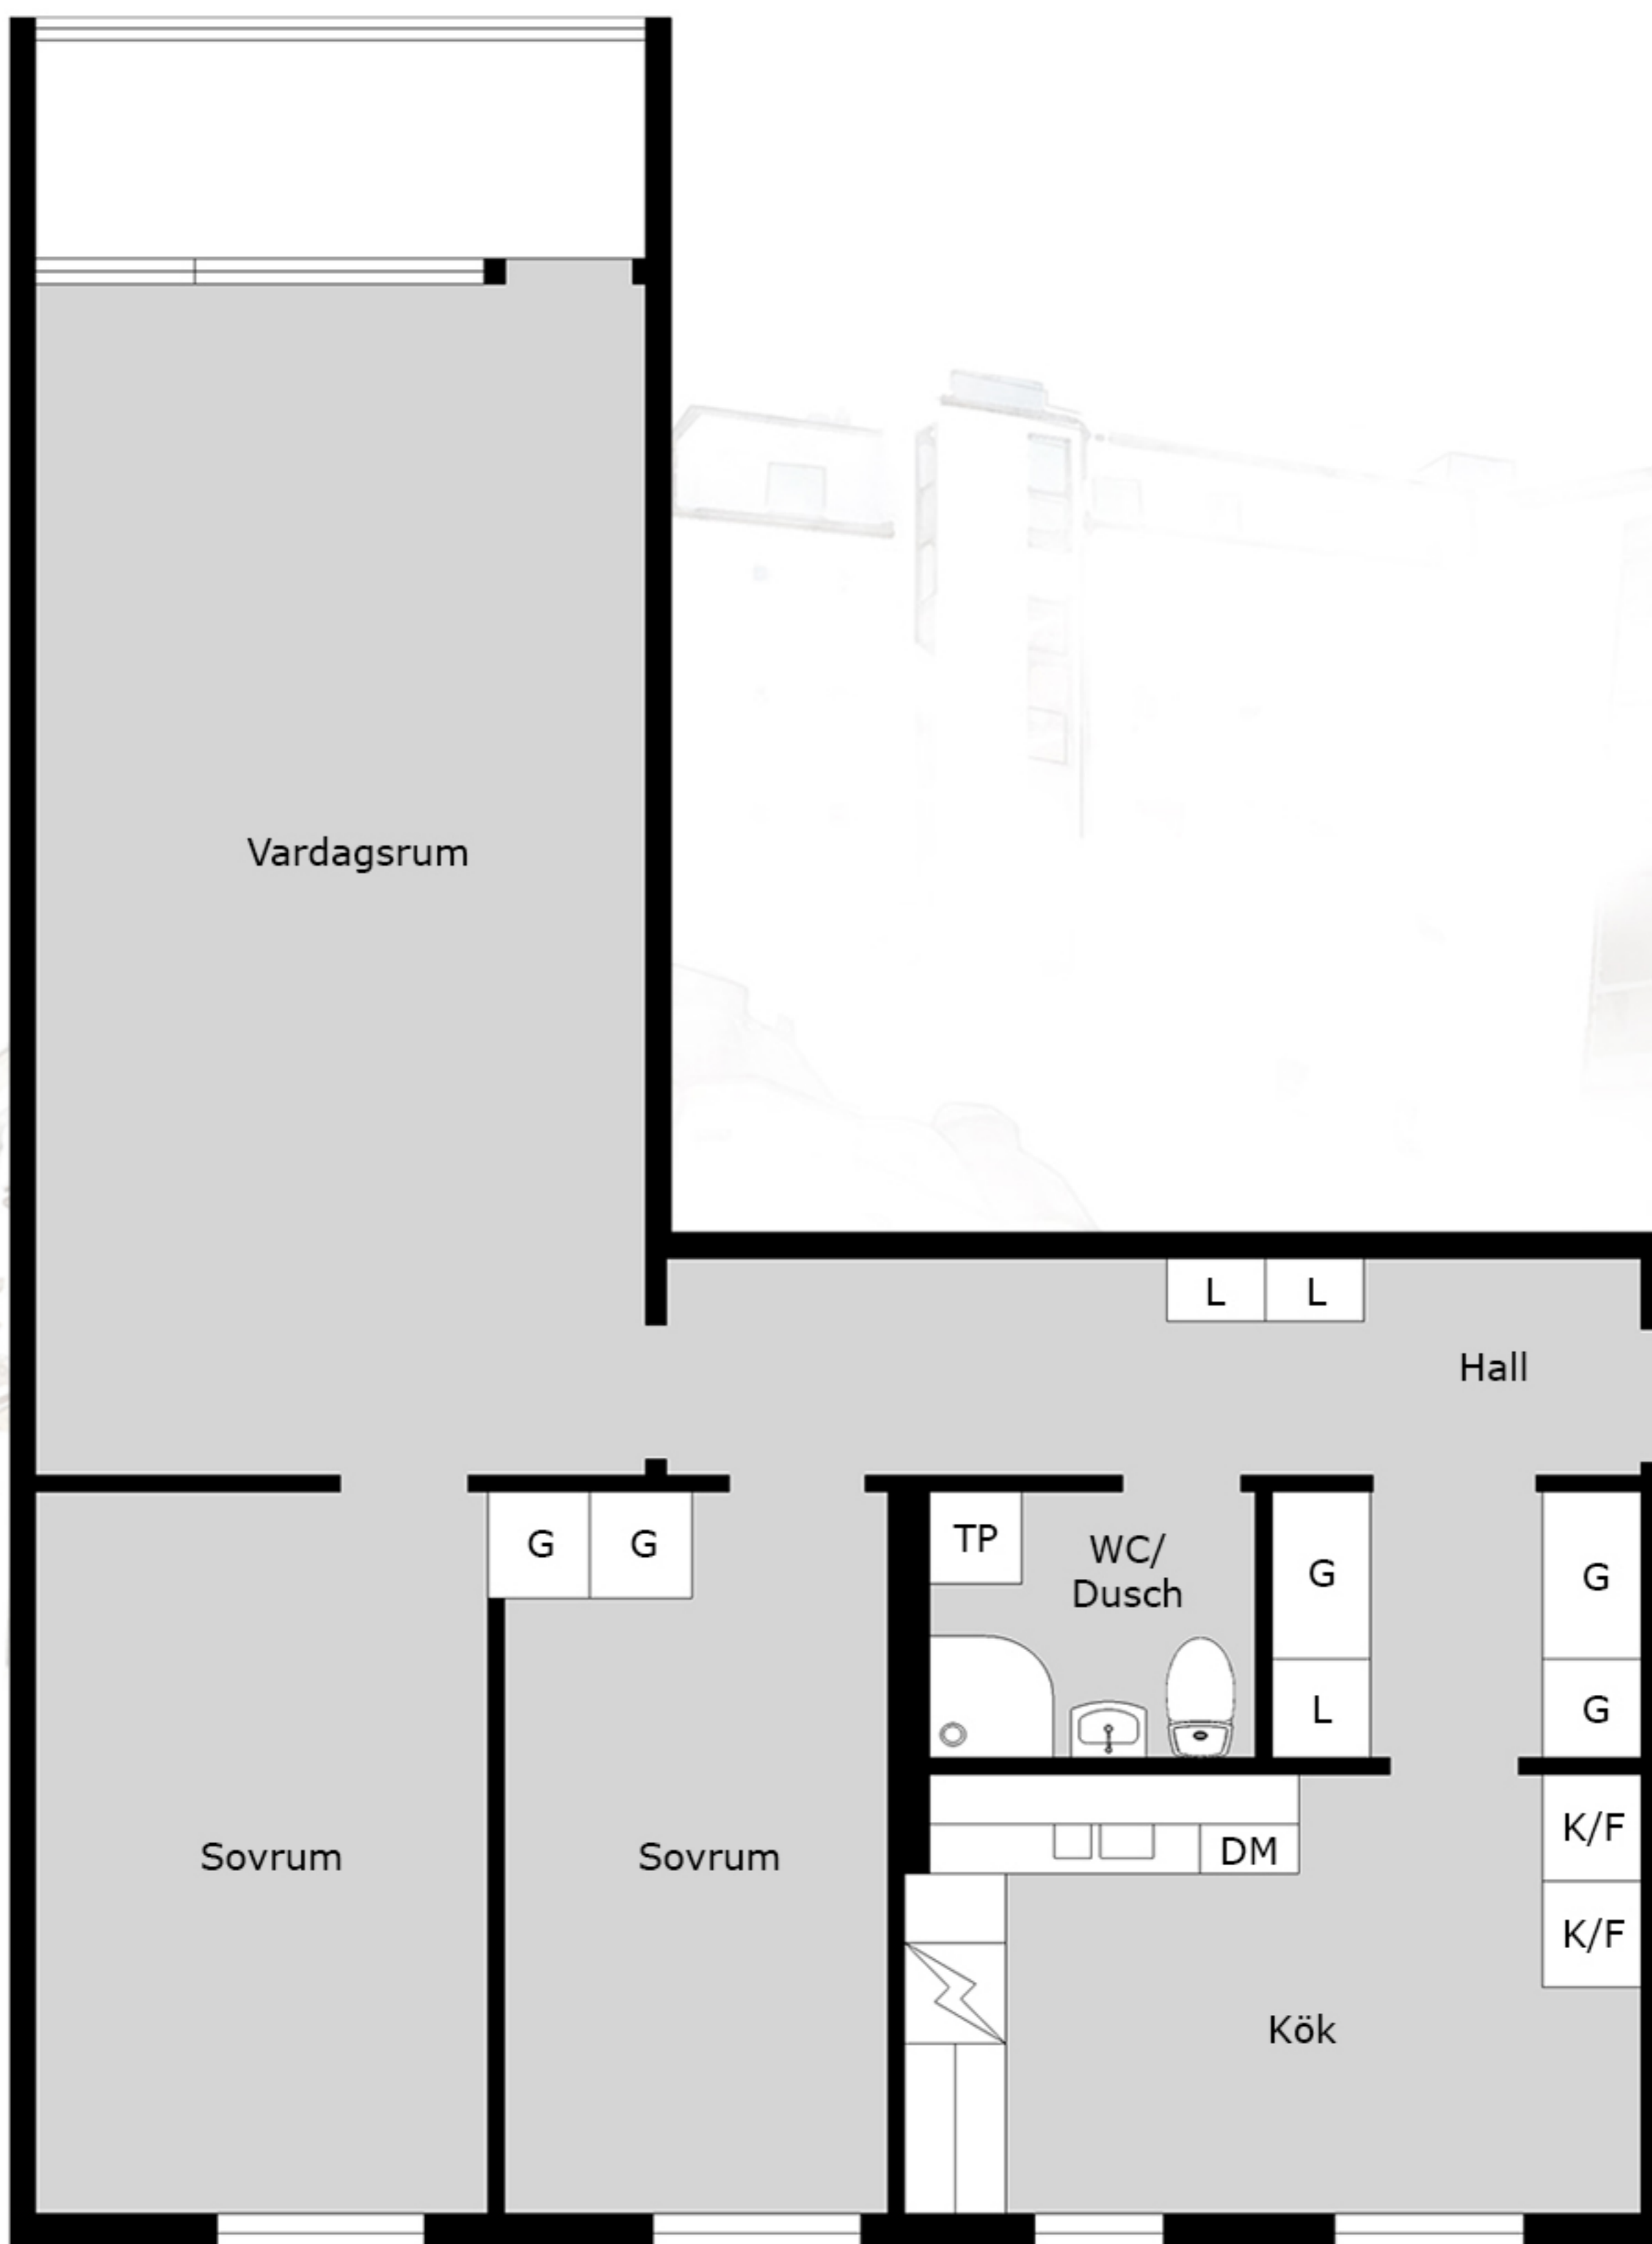 Vardagsrum
L L
Hall
G G
TP
WC/
Dusch
G
G
L
G
DM
K/F
K/F
Sovrum
Sovrum
Kök